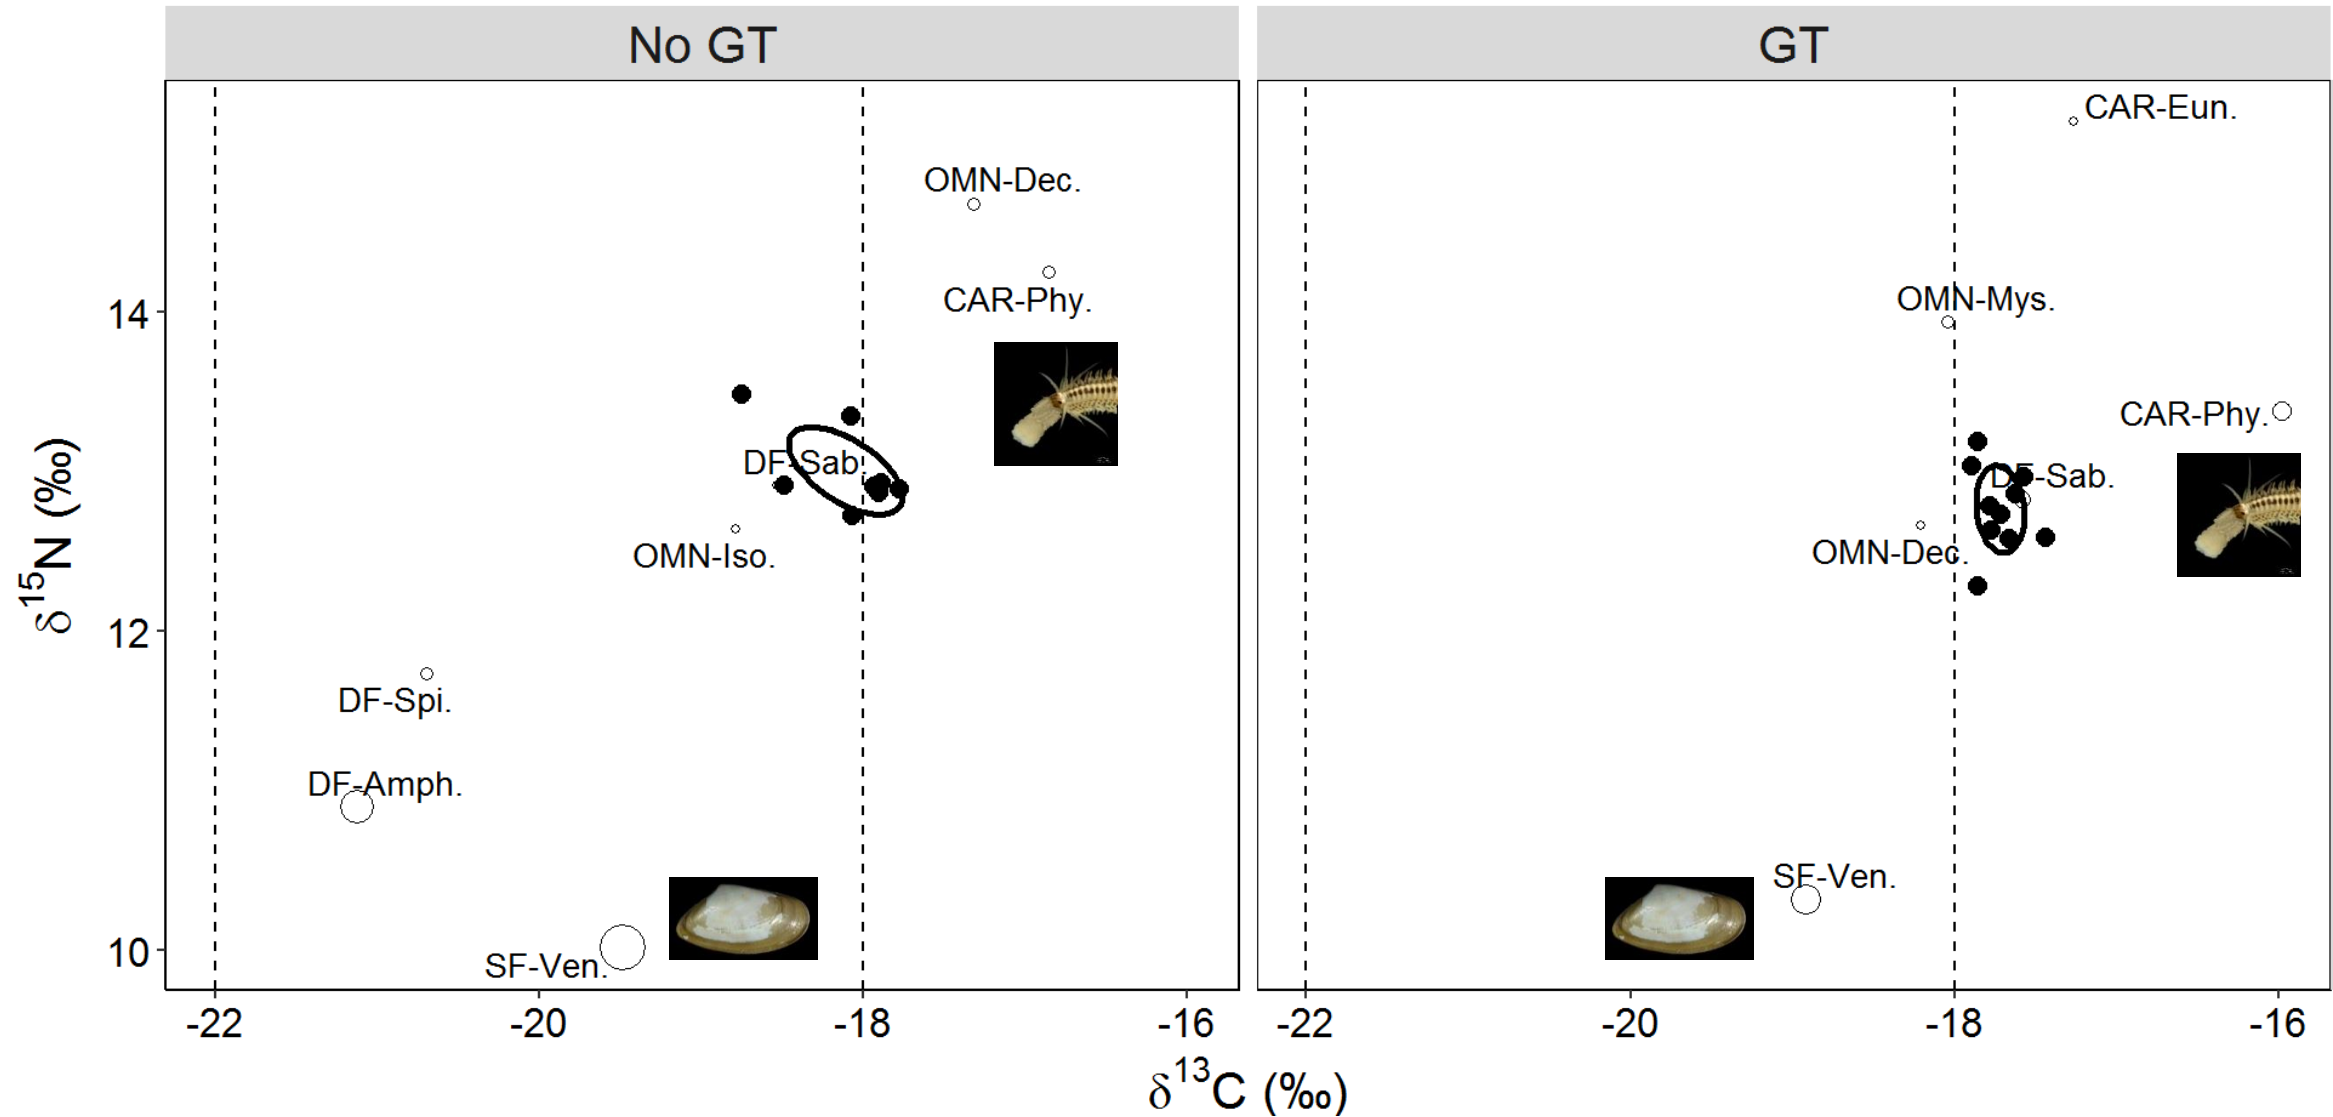 No GT
GT
CAR-Eun.
OMN-Dec.
CAR-Phy.
OMN-Mys.
14
CAR-Phy.
DF-Sab.
DF-Sab.
OMN-Iso.
OMN-Dec.
δ15N (‰)
12
DF-Spi.
DF-Amph.
SF-Ven.
10
SF-Ven.
-22
-20
-18
-16
-22
-20
-18
-16
δ13C (‰)